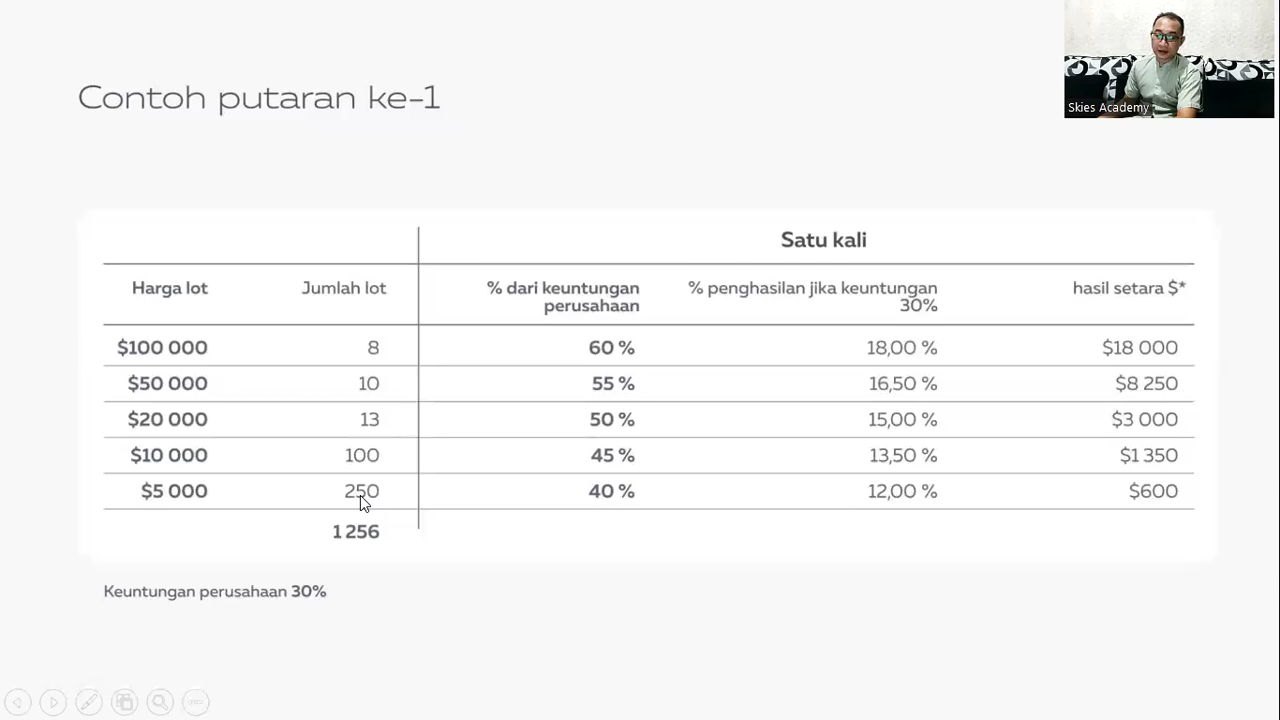 Skies Academy
Contoh putaran ke-1
Satu kali
Harga lot Jumlah lot % dari keuntungan perusahaan % penghasilan jika keuntungan 30% hasil setara $*
$100 000 8 60 % 18,00 % $18 000
$50 000 10 55 % 16,50 % $8 250
$20 000 13 50 % 15,00 % $3 000
$10 000 100 45 % 13,50 % $1 350
$5 000 250 40 % 12,00 % $600
1 256
Keuntungan perusahaan 30%